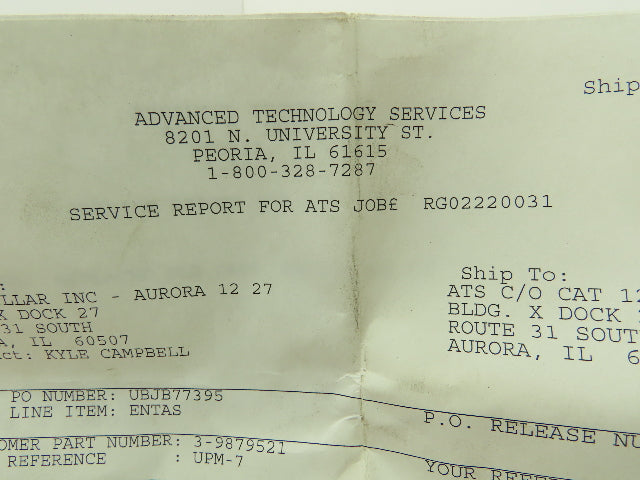 Ship
ADVANCED TECHNOLOGY SERVICES
8201 N. UNIVERSITY ST.
PEORIA, IL 61615
1-800-328-7287
SERVICE REPORT FOR ATS JOB£ RG02220031
:
LLAR INC - AURORA 12 27
X DOCK 27
31 SOUTH
A, IL 60507
ct: KYLE CAMPBELL
Ship To:
ATS C/O CAT 12
BLDG. X DOCK
ROUTE 31 SOUT
AURORA, IL 6
PO NUMBER: UBJB77395
LINE ITEM: ENTAS
P.O. RELEASE NU
OMER PART NUMBER: 3-9879521
REFERENCE : UPM-7
YOUR REFE